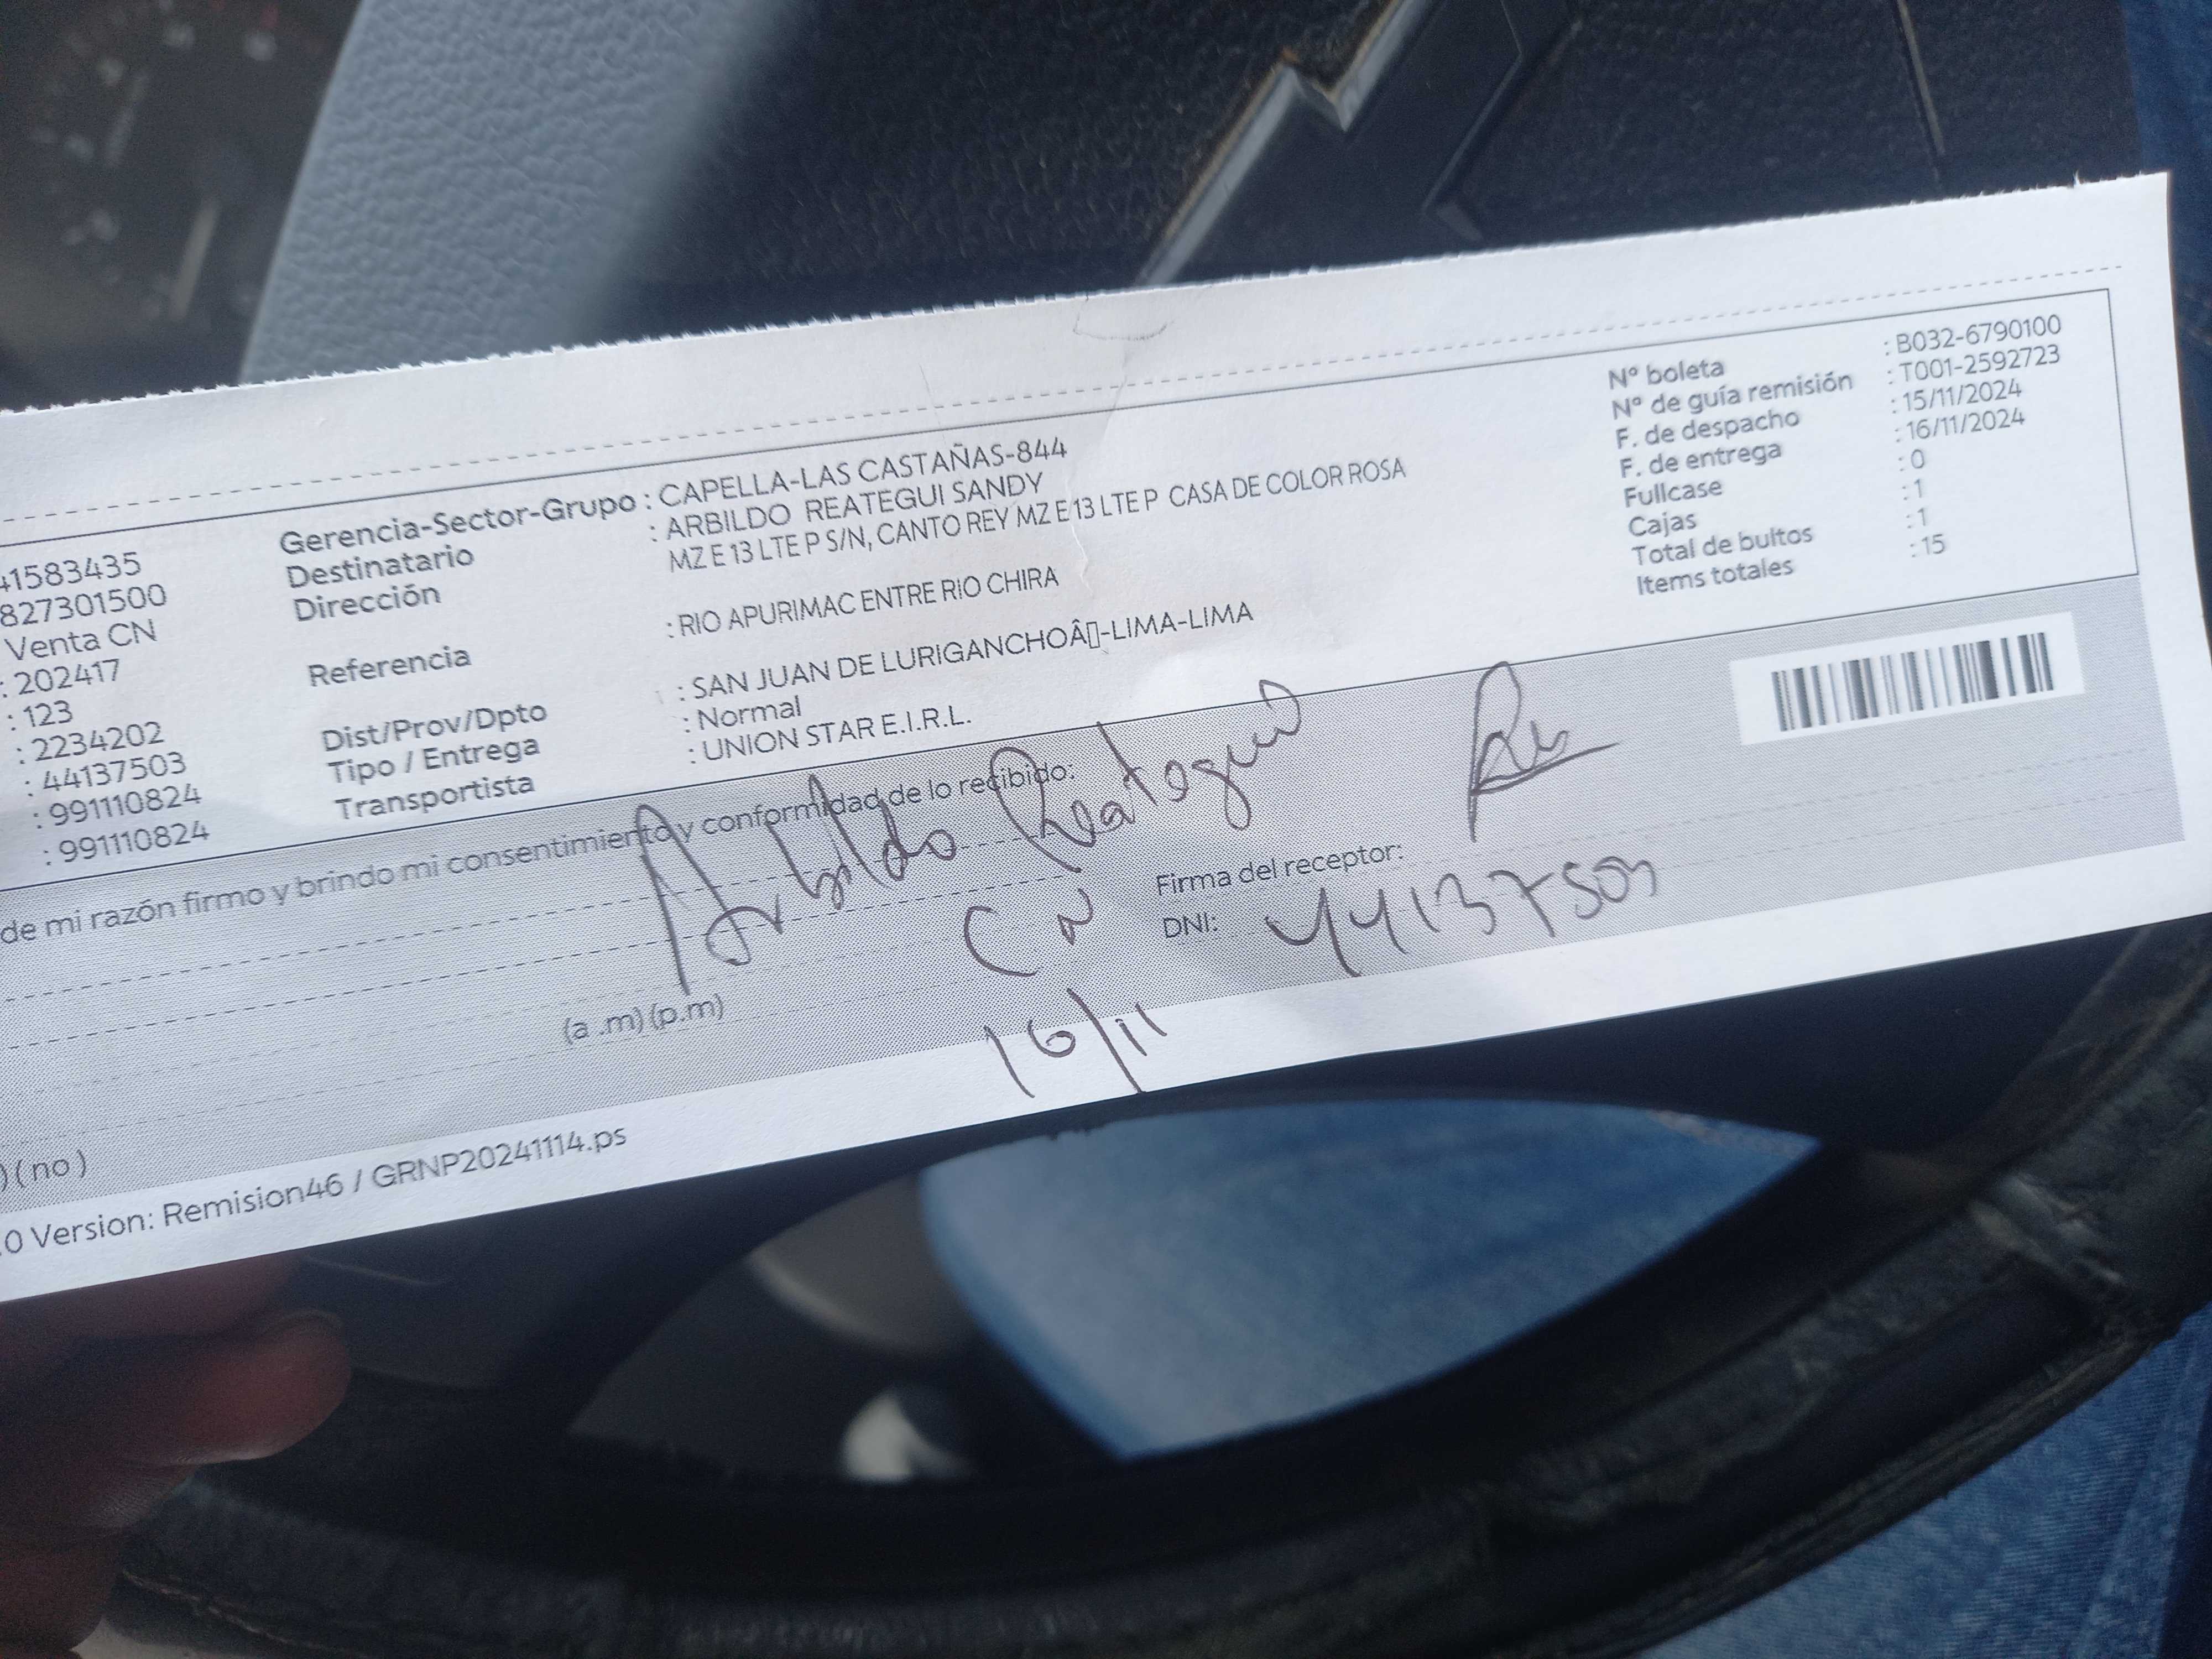 41583435
827301500
Venta CN
: 202417
: 123
: 2234202
: 44137503
: 991110824
: 991110824
Gerencia-Sector-Grupo : CAPELLA-LAS CASTAÑAS-844
Destinatario : ARBILDO REATEGUI SANDY
Dirección : MZ E 13 LTE P S/N, CANTO REY MZ E 13 LTE P CASA DE COLOR ROSA
Referencia : RIO APURIMAC ENTRE RIO CHIRA
Dist/Prov/Dpto : SAN JUAN DE LURIGANCHOÂ▯-LIMA-LIMA
Tipo / Entrega : Normal
Transportista : UNION STAR E.I.R.L.
Nº boleta : B032-6790100
Nº de guía remisión : T001-2592723
F. de despacho : 15/11/2024
F. de entrega : 16/11/2024
Fullcase : 0
Cajas : 1
Total de bultos : 1
Items totales : 15
de mi razón firmo y brindo mi consentimiento y conformidad de lo recibido:
Arbildo Reategui
CN
Firma del receptor:
DNI: 44137503
(a .m) (p.m)
16/11
) ( no )
.0 Version: Remision46 / GRNP20241114.ps